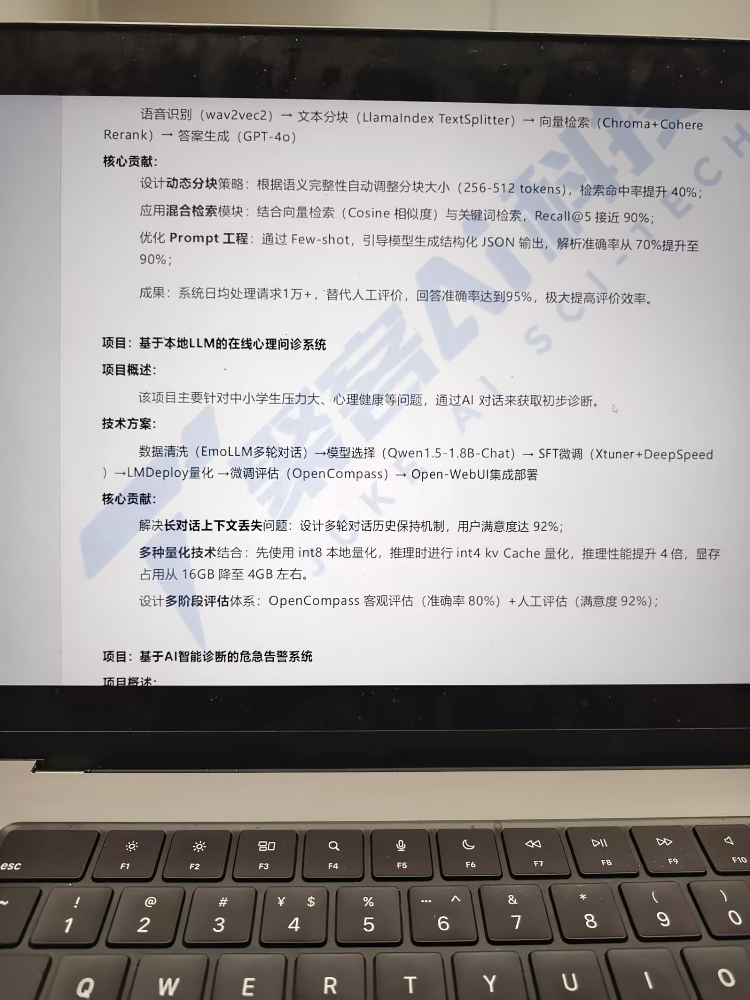 语音识别（wav2vec2）→ 文本分块（LlamaIndex TextSplitter）→ 向量检索（Chroma+Cohere
Rerank）→ 答案生成（GPT-4o）
核心贡献：
设计动态分块策略：根据语义完整性自动调整分块大小（256-512 tokens），检索命中率提升 40%；
应用混合检索模块：结合向量检索（Cosine 相似度）与关键词检索，Recall@5 接近 90%；
优化 Prompt 工程：通过 Few-shot，引导模型生成结构化 JSON 输出，解析准确率从 70%提升至
90%；
成果：系统日均处理请求1万+，替代人工评价，回答准确率达到95%，极大提高评价效率。
项目：基于本地LLM的在线心理问诊系统
项目概述：
该项目主要针对中小学生压力大、心理健康等问题，通过AI 对话来获取初步诊断。
技术方案：
数据清洗（EmoLLM多轮对话）→模型选择（Qwen1.5-1.8B-Chat）→ SFT微调（Xtuner+DeepSpeed
）→LMDeploy量化 →微调评估（OpenCompass）→ Open-WebUI集成部署
核心贡献：
解决长对话上下文丢失问题：设计多轮对话历史保持机制，用户满意度达 92%；
多种量化技术结合：先使用 int8 本地量化，推理时进行 int4 kv Cache 量化，推理性能提升 4 倍，显存
占用从 16GB 降至 4GB 左右。
设计多阶段评估体系：OpenCompass 客观评估（准确率 80%）+人工评估（满意度 92%）；
项目：基于AI智能诊断的危急告警系统
项目概述：
聚客AI科技
JUKE AI SCI-TECH
esc F1 F2 F3 F4 F5 F6 F7 F8 F9 F10
~ ! 1 @ 2 # 3 ¥ $ 4 % 5 … ^ 6 & 7 * 8 ( 9 ) 0
Q W E R T Y U I O